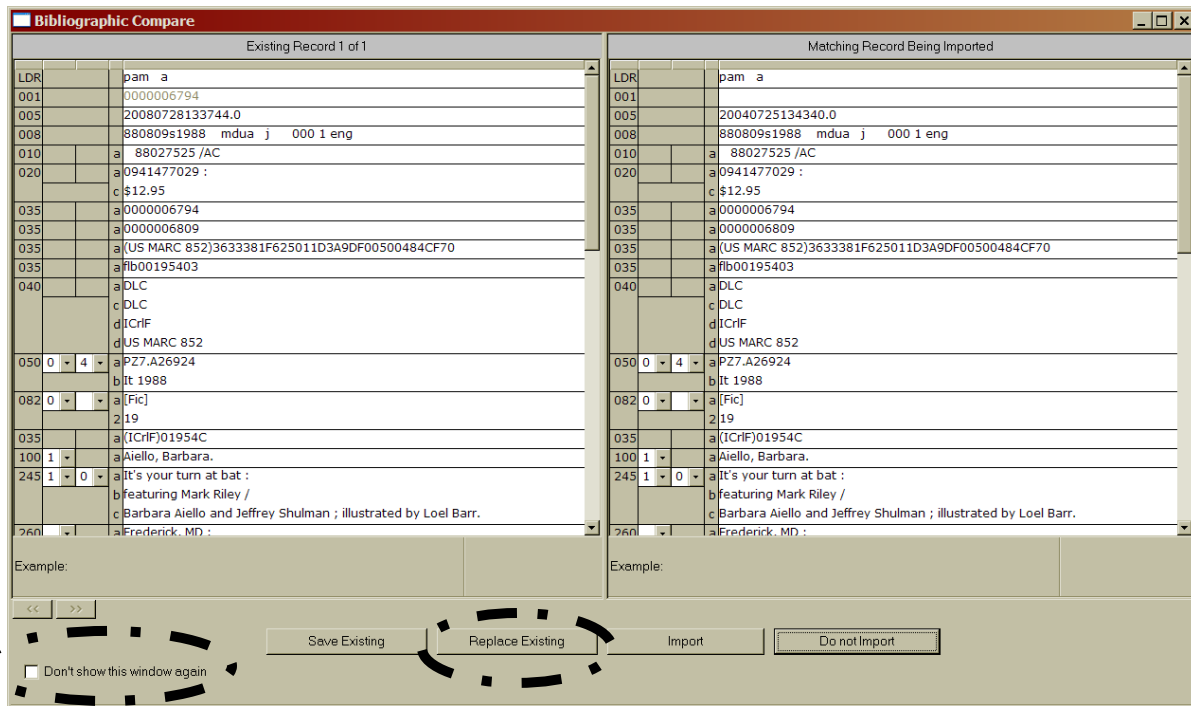 Bibliographic Compare
Existing Record 1 of 1
LDR pam a
001 0000006794
005 20080728133744.0
008 880809s1988 mdua j 000 1 eng
010 a 88027525 /AC
020 a 0941477029 :
c $12.95
035 a 0000006794
035 a 0000006809
035 a (US MARC 852)3633381F625011D3A9DF00500484CF70
035 a flb00195403
040 a DLC
c DLC
d ICrlF
d US MARC 852
050 0 4 a PZ7.A26924
b It 1988
082 0 a [Fic]
2 19
035 a (ICrlF)01954C
100 1 a Aiello, Barbara.
245 1 0 a It's your turn at bat :
b featuring Mark Riley /
c Barbara Aiello and Jeffrey Shulman ; illustrated by Loel Barr.
260 a Frederick, MD :
Example:
Matching Record Being Imported
LDR pam a
001
005 20040725134340.0
008 880809s1988 mdua j 000 1 eng
010 a 88027525 /AC
020 a 0941477029 :
c $12.95
035 a 0000006794
035 a 0000006809
035 a (US MARC 852)3633381F625011D3A9DF00500484CF70
035 a flb00195403
040 a DLC
c DLC
d ICrlF
d US MARC 852
050 0 4 a PZ7.A26924
b It 1988
082 0 a [Fic]
2 19
035 a (ICrlF)01954C
100 1 a Aiello, Barbara.
245 1 0 a It's your turn at bat :
b featuring Mark Riley /
c Barbara Aiello and Jeffrey Shulman ; illustrated by Loel Barr.
260 a Frederick, MD :
Example:
<< >>
Save Existing Replace Existing Import Do not Import
Don't show this window again